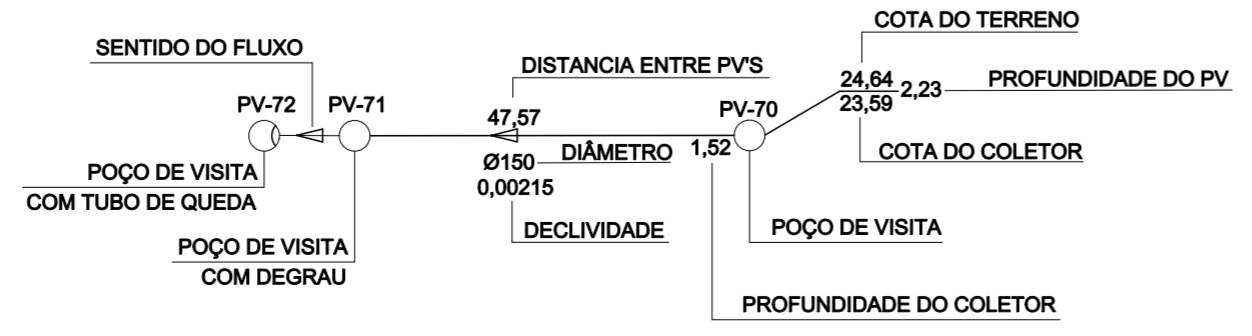 COTA DO TERRENO
SENTIDO DO FLUXO
DISTANCIA ENTRE PV'S
24,64
2,23
PROFUNDIDADE DO PV
23,59
PV-72
PV-71
47,57
PV-70
1,52
Ø150
DIÂMETRO
COTA DO COLETOR
0,00215
POÇO DE VISITA
COM TUBO DE QUEDA
DECLIVIDADE
POÇO DE VISITA
POÇO DE VISITA
COM DEGRAU
PROFUNDIDADE DO COLETOR